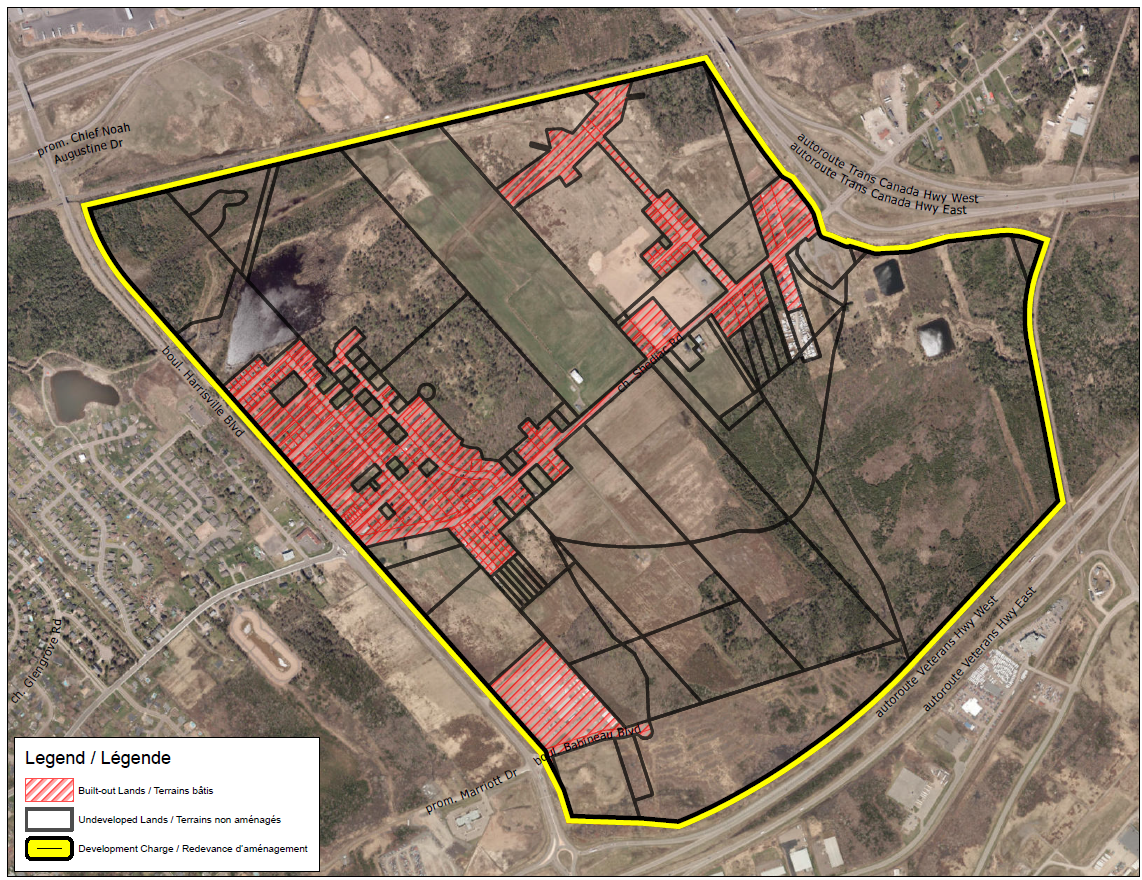 prom. Chief Noah
Augustine Dr
autoroute Trans Canada Hwy West
autoroute Trans Canada Hwy East
boul. Harrisville Blvd
ch. Shediac Rd
ch. Glengrove Rd
autoroute Veterans Hwy West
autoroute Veterans Hwy East
boul. Babineau Blvd
prom. Marriott Dr
Legend / Légende
Built-out Lands / Terrains bâtis
Undeveloped Lands / Terrains non aménagés
Development Charge / Redevance d'aménagement